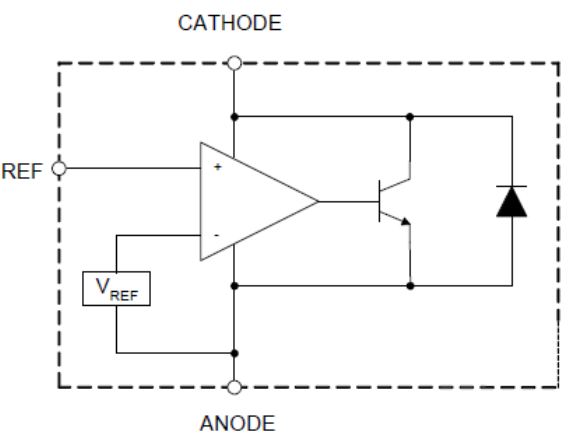 CATHODE
REF
+
-
VREF
ANODE